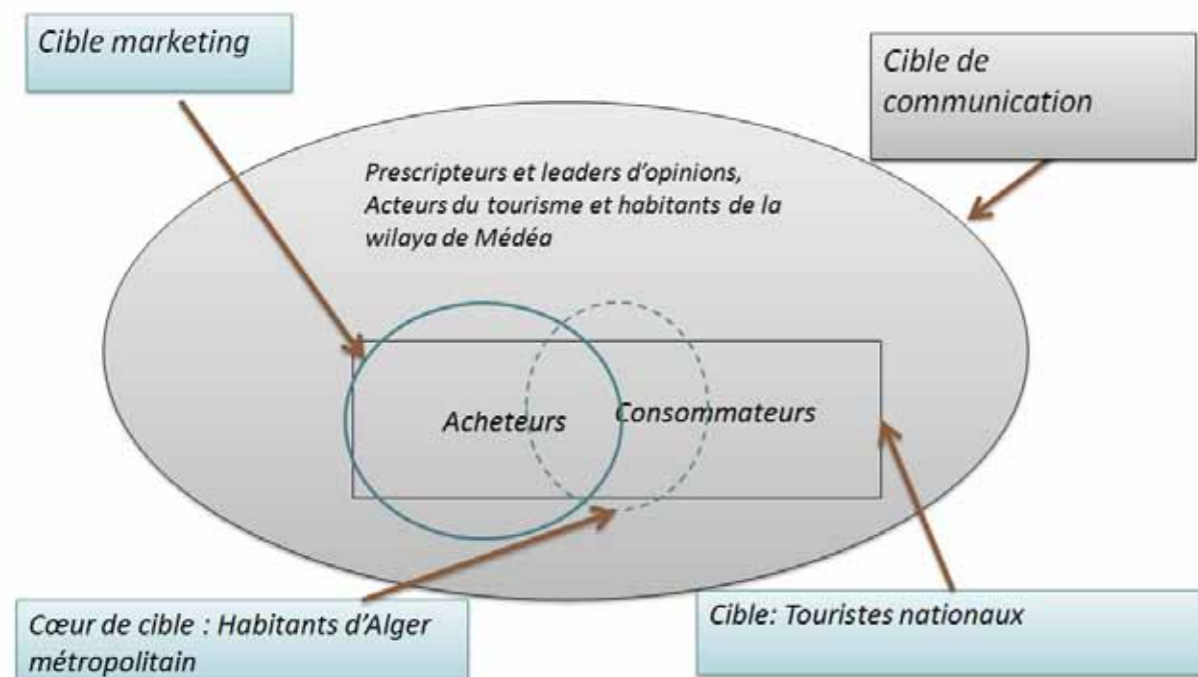 Cible marketing
Cible de
communication
Prescripteurs et leaders d'opinions,
Acteurs du tourisme et habitants de la
wilaya de Médéa
Acheteurs
Consommateurs
Cœur de cible : Habitants d'Alger
métropolitain
Cible: Touristes nationaux